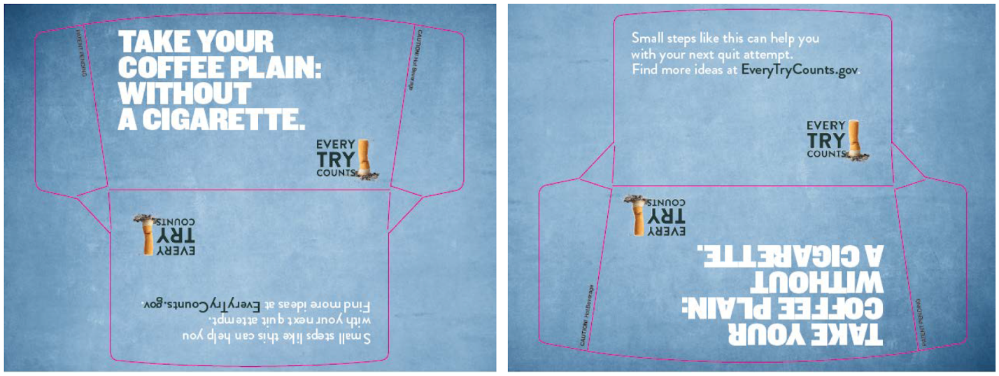 PATENT PENDING
TAKE YOUR
COFFEE PLAIN:
WITHOUT
A CIGARETTE.
CAUTION! Hot Beverage
EVERY
TRY
COUNTS
EVERY
TRY
COUNTS
Small steps like this can help you
with your next quit attempt.
Find more ideas at EveryTryCounts.gov.
Small steps like this can help you
with your next quit attempt.
Find more ideas at EveryTryCounts.gov.
EVERY
TRY
COUNTS
EVERY
TRY
COUNTS
TAKE YOUR
COFFEE PLAIN:
WITHOUT
A CIGARETTE.
CAUTION! Hot Beverage
PATENT PENDING